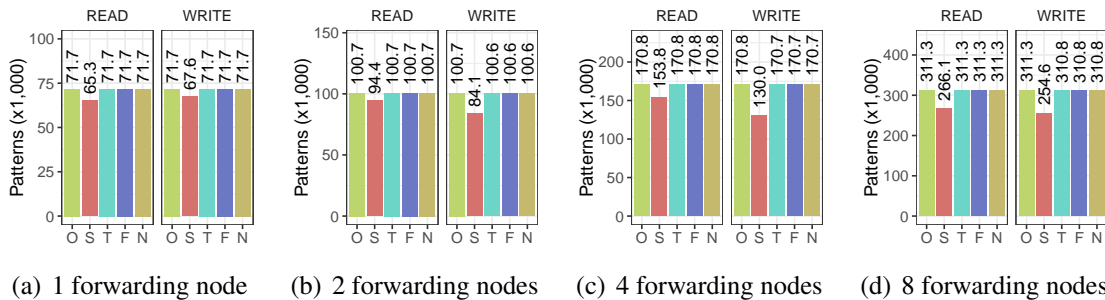 READ WRITE
Patterns (x1,000)
100
75
50
25
0
71.7 65.3 71.7 71.7 71.7
71.7 67.6 71.7 71.7 71.7
O S T F N O S T F N
(a) 1 forwarding node
READ WRITE
Patterns (x1,000)
150
100
50
0
100.7 94.4 100.7 100.7 100.7
100.7 84.1 100.6 100.6 100.6
O S T F N O S T F N
(b) 2 forwarding nodes
READ WRITE
Patterns (x1,000)
200
150
100
50
0
170.8 153.8 170.8 170.8 170.8
170.8 130.0 170.7 170.7 170.7
O S T F N O S T F N
(c) 4 forwarding nodes
READ WRITE
Patterns (x1,000)
400
300
200
100
0
311.3 266.1 311.3 311.3 311.3
311.3 254.6 310.8 310.8 310.8
O S T F N O S T F N
(d) 8 forwarding nodes